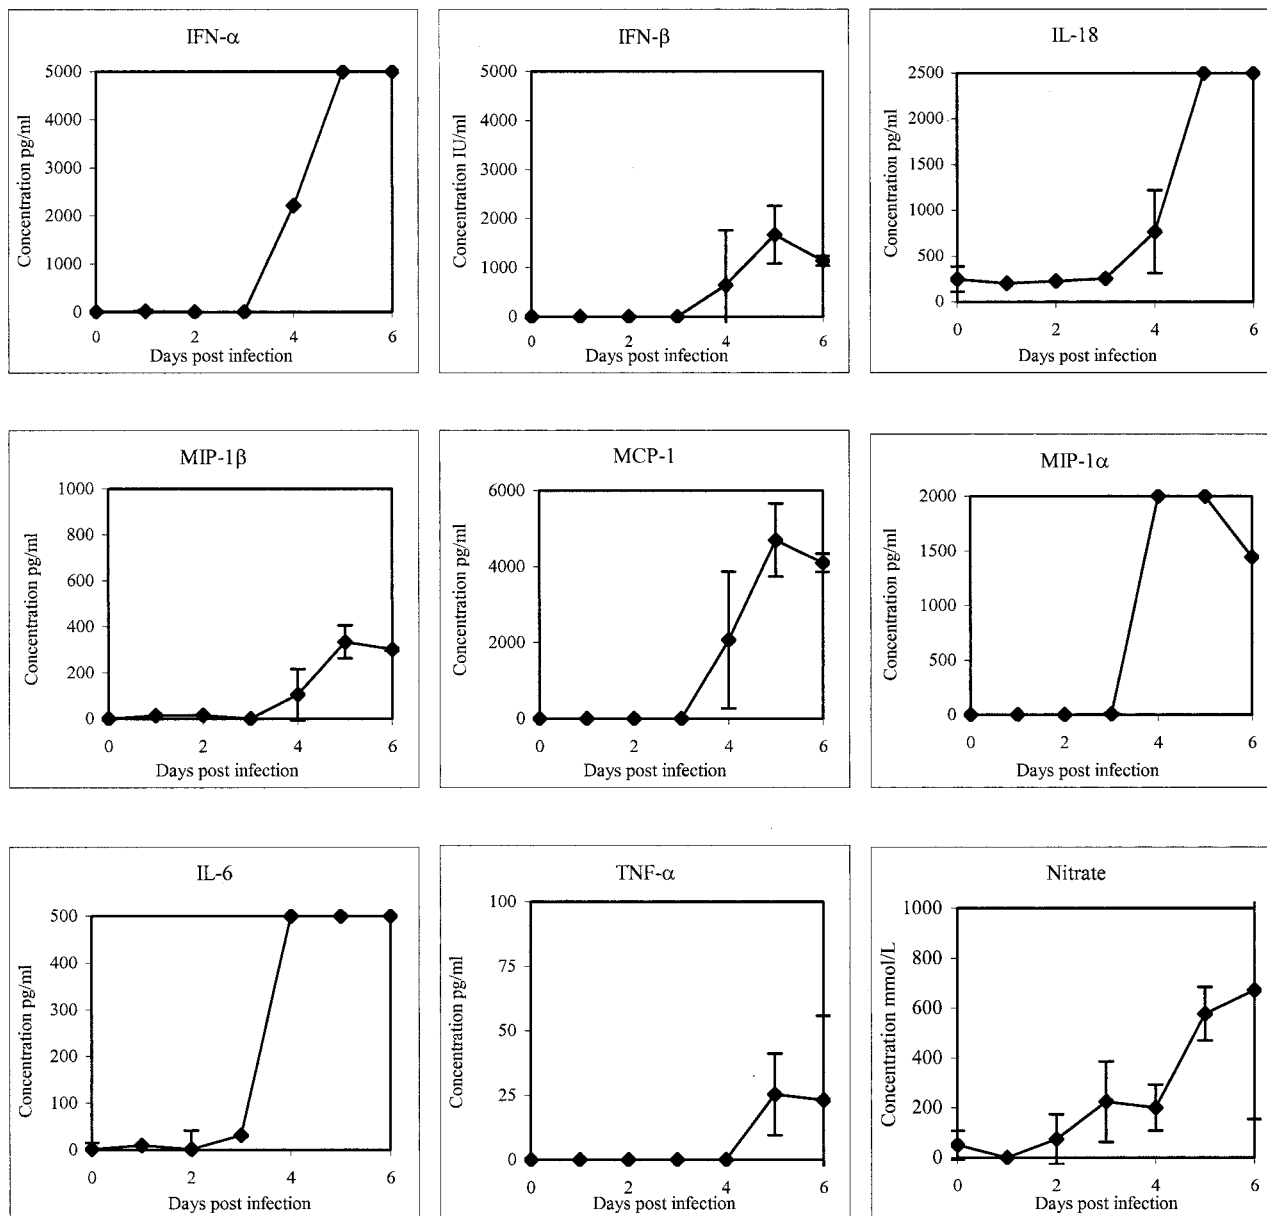 IFN-α
5000
4000
3000
2000
1000
0
Concentration pg/ml
0 2 4 6
Days post infection
IFN-β
5000
4000
3000
2000
1000
0
Concentration IU/ml
0 2 4 6
Days post infection
IL-18
2500
2000
1500
1000
500
0
Concentration pg/ml
0 2 4 6
Days post infection
MIP-1β
1000
800
600
400
200
0
Concentration pg/ml
0 2 4 6
Days post infection
MCP-1
6000
4000
2000
0
Concentration pg/ml
0 2 4 6
Days post infection
MIP-1α
2000
1500
1000
500
0
Concentration pg/ml
0 2 4 6
Days post infection
IL-6
500
400
300
200
100
0
Concentration pg/ml
0 2 4 6
Days post infection
TNF-α
100
75
50
25
0
Concentration pg/ml
0 2 4 6
Days post infection
Nitrate
1000
800
600
400
200
0
Concentration mmol/L
0 2 4 6
Days post infection